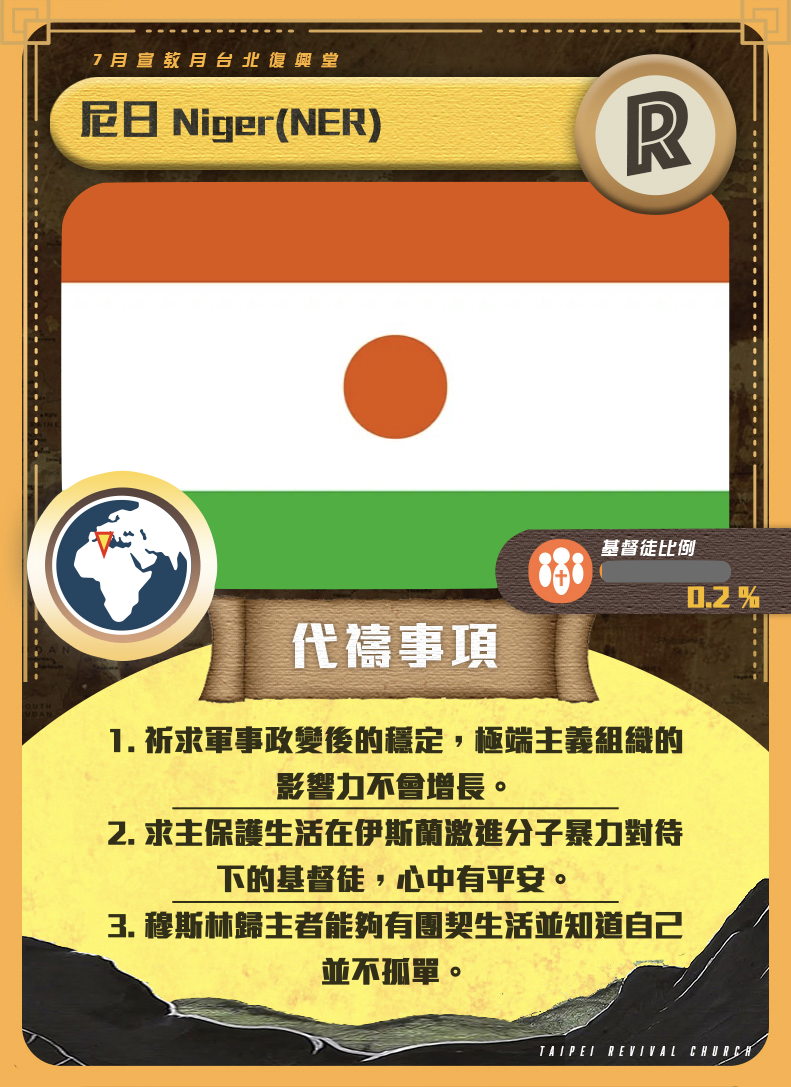 7月宣教月台北復興堂
尼日 Niger(NER)
R
基督徒比例
0.2 %
代禱事項
1. 祈求軍事政變後的穩定，極端主義組織的
影響力不會增長。
2. 求主保護生活在伊斯蘭激進分子暴力對待
下的基督徒，心中有平安。
3. 穆斯林歸主者能夠有團契生活並知道自己
並不孤單。
TAIPEI REVIVAL CHURCH